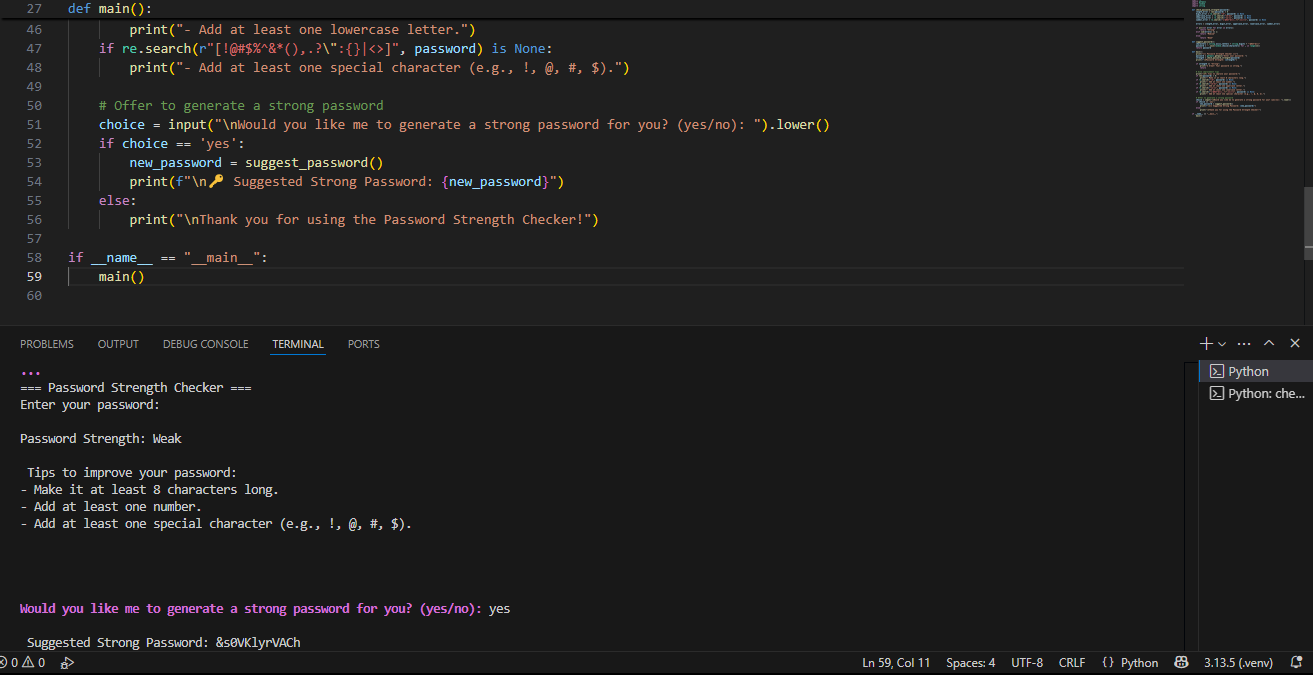 27 def main():
46 print("- Add at least one lowercase letter.")
47 if re.search(r"[!@#$%^&*(),.?\":{}|<>]", password) is None:
48 print("- Add at least one special character (e.g., !, @, #, $).")
49
50 # Offer to generate a strong password
51 choice = input("\nWould you like me to generate a strong password for you? (yes/no): ").lower()
52 if choice == 'yes':
53 new_password = suggest_password()
54 print(f"\n🔑 Suggested Strong Password: {new_password}")
55 else:
56 print("\nThank you for using the Password Strength Checker!")
57
58 if __name__ == "__main__":
59 main()
60
PROBLEMS OUTPUT DEBUG CONSOLE TERMINAL PORTS
...
=== Password Strength Checker ===
Enter your password:
Password Strength: Weak
Tips to improve your password:
- Make it at least 8 characters long.
- Add at least one number.
- Add at least one special character (e.g., !, @, #, $).
Would you like me to generate a strong password for you? (yes/no): yes
Suggested Strong Password: &s0VKlyrVACh
Python
Python: che...
0 0 Ln 59, Col 11 Spaces: 4 UTF-8 CRLF {} Python 3.13.5 (.venv)